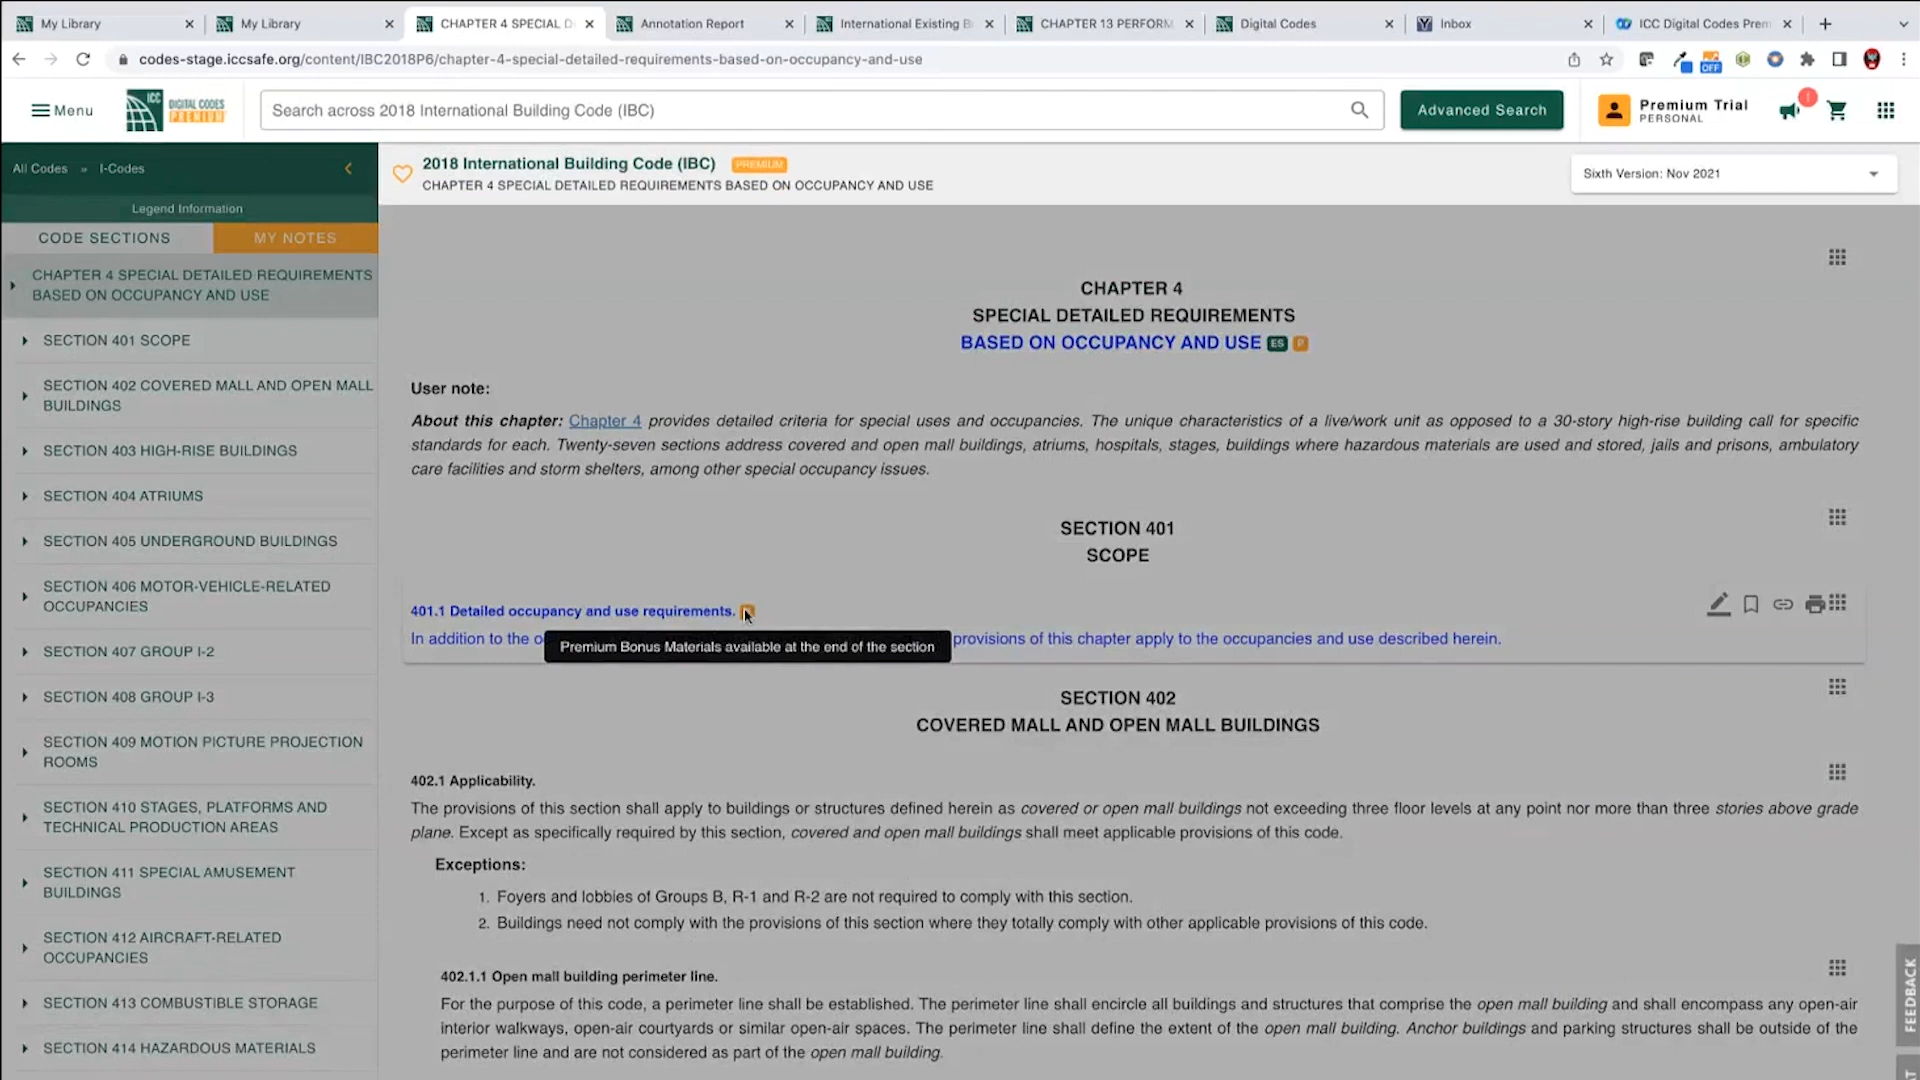 My Library
My Library
CHAPTER 4 SPECIAL D
Annotation Report
International Existing B
CHAPTER 13 PERFORM
Digital Codes
Inbox
ICC Digital Codes Prem
codes-stage.iccsafe.org/content/IBC2018P6/chapter-4-special-detailed-requirements-based-on-occupancy-and-use
OFF
Menu
ICC
DIGITAL CODES
PREMIUM
Search across 2018 International Building Code (IBC)
Advanced Search
Premium Trial
PERSONAL
1
All Codes » I-Codes
Legend Information
CODE SECTIONS
MY NOTES
CHAPTER 4 SPECIAL DETAILED REQUIREMENTS
BASED ON OCCUPANCY AND USE
SECTION 401 SCOPE
SECTION 402 COVERED MALL AND OPEN MALL
BUILDINGS
SECTION 403 HIGH-RISE BUILDINGS
SECTION 404 ATRIUMS
SECTION 405 UNDERGROUND BUILDINGS
SECTION 406 MOTOR-VEHICLE-RELATED
OCCUPANCIES
SECTION 407 GROUP I-2
SECTION 408 GROUP I-3
SECTION 409 MOTION PICTURE PROJECTION
ROOMS
SECTION 410 STAGES, PLATFORMS AND
TECHNICAL PRODUCTION AREAS
SECTION 411 SPECIAL AMUSEMENT
BUILDINGS
SECTION 412 AIRCRAFT-RELATED
OCCUPANCIES
SECTION 413 COMBUSTIBLE STORAGE
SECTION 414 HAZARDOUS MATERIALS
2018 International Building Code (IBC) PREMIUM
CHAPTER 4 SPECIAL DETAILED REQUIREMENTS BASED ON OCCUPANCY AND USE
Sixth Version: Nov 2021
CHAPTER 4
SPECIAL DETAILED REQUIREMENTS
BASED ON OCCUPANCY AND USE ES P
User note:
About this chapter: Chapter 4 provides detailed criteria for special uses and occupancies. The unique characteristics of a live/work unit as opposed to a 30-story high-rise building call for specific
standards for each. Twenty-seven sections address covered and open mall buildings, atriums, hospitals, stages, buildings where hazardous materials are used and stored, jails and prisons, ambulatory
care facilities and storm shelters, among other special occupancy issues.
SECTION 401
SCOPE
401.1 Detailed occupancy and use requirements.
In addition to the o
provisions of this chapter apply to the occupancies and use described herein.
Premium Bonus Materials available at the end of the section
SECTION 402
COVERED MALL AND OPEN MALL BUILDINGS
402.1 Applicability.
The provisions of this section shall apply to buildings or structures defined herein as covered or open mall buildings not exceeding three floor levels at any point nor more than three stories above grade
plane. Except as specifically required by this section, covered and open mall buildings shall meet applicable provisions of this code.
Exceptions:
1. Foyers and lobbies of Groups B, R-1 and R-2 are not required to comply with this section.
2. Buildings need not comply with the provisions of this section where they totally comply with other applicable provisions of this code.
402.1.1 Open mall building perimeter line.
For the purpose of this code, a perimeter line shall be established. The perimeter line shall encircle all buildings and structures that comprise the open mall building and shall encompass any open-air
interior walkways, open-air courtyards or similar open-air spaces. The perimeter line shall define the extent of the open mall building. Anchor buildings and parking structures shall be outside of the
perimeter line and are not considered as part of the open mall building.
FEEDBACK